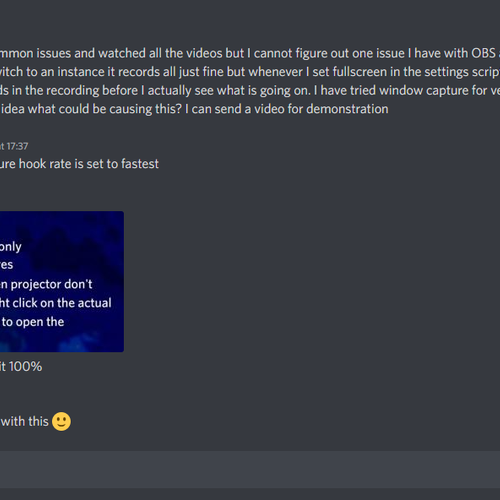 mmon issues and watched all the videos but I cannot figure out one issue I have with OBS
itch to an instance it records all just fine but whenever I set fullscreen in the settings scrip
ds in the recording before I actually see what is going on. I have tried window capture for ve
idea what could be causing this? I can send a video for demonstration
t 17:37
ure hook rate is set to fastest
only
es
n projector don't
ht click on the actual
to open the
it 100%
with this